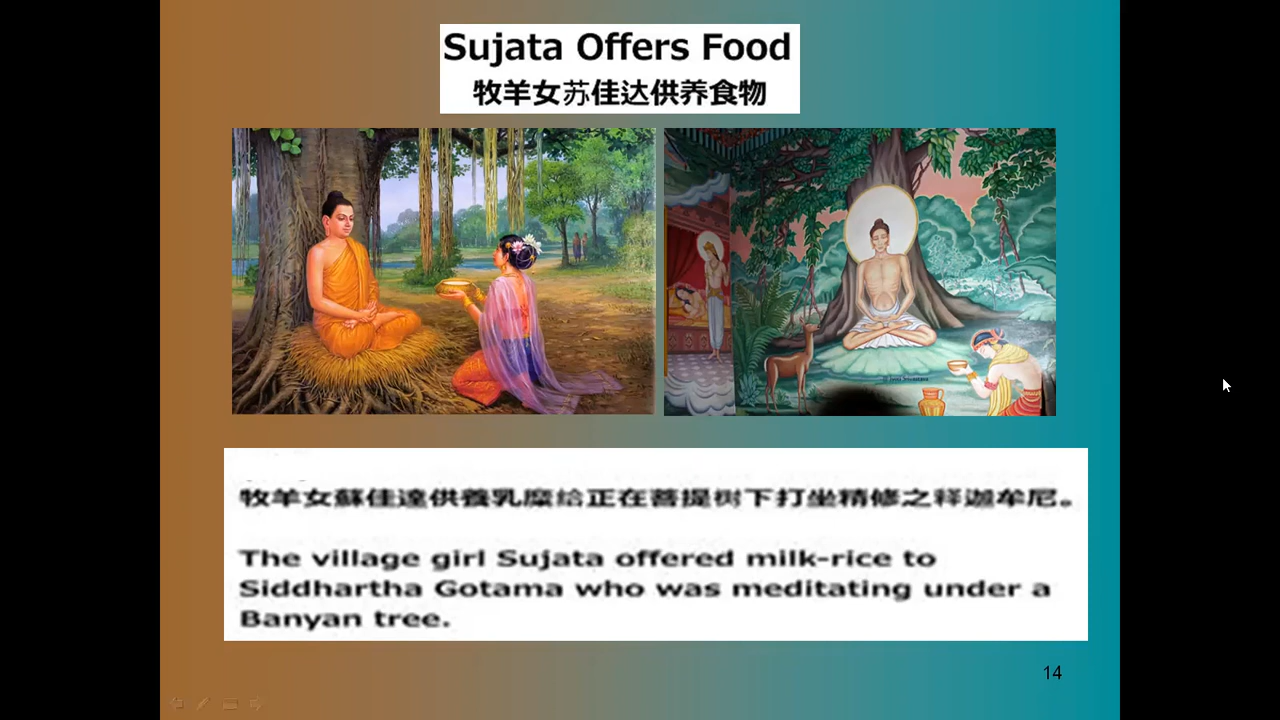 Sujata Offers Food
牧羊女苏佳达供养食物
牧羊女蘇佳達供養乳糜给正在菩提树下打坐精修之释迦牟尼。
The village girl Sujata offered milk-rice to
Siddhartha Gotama who was meditating under a
Banyan tree.
14